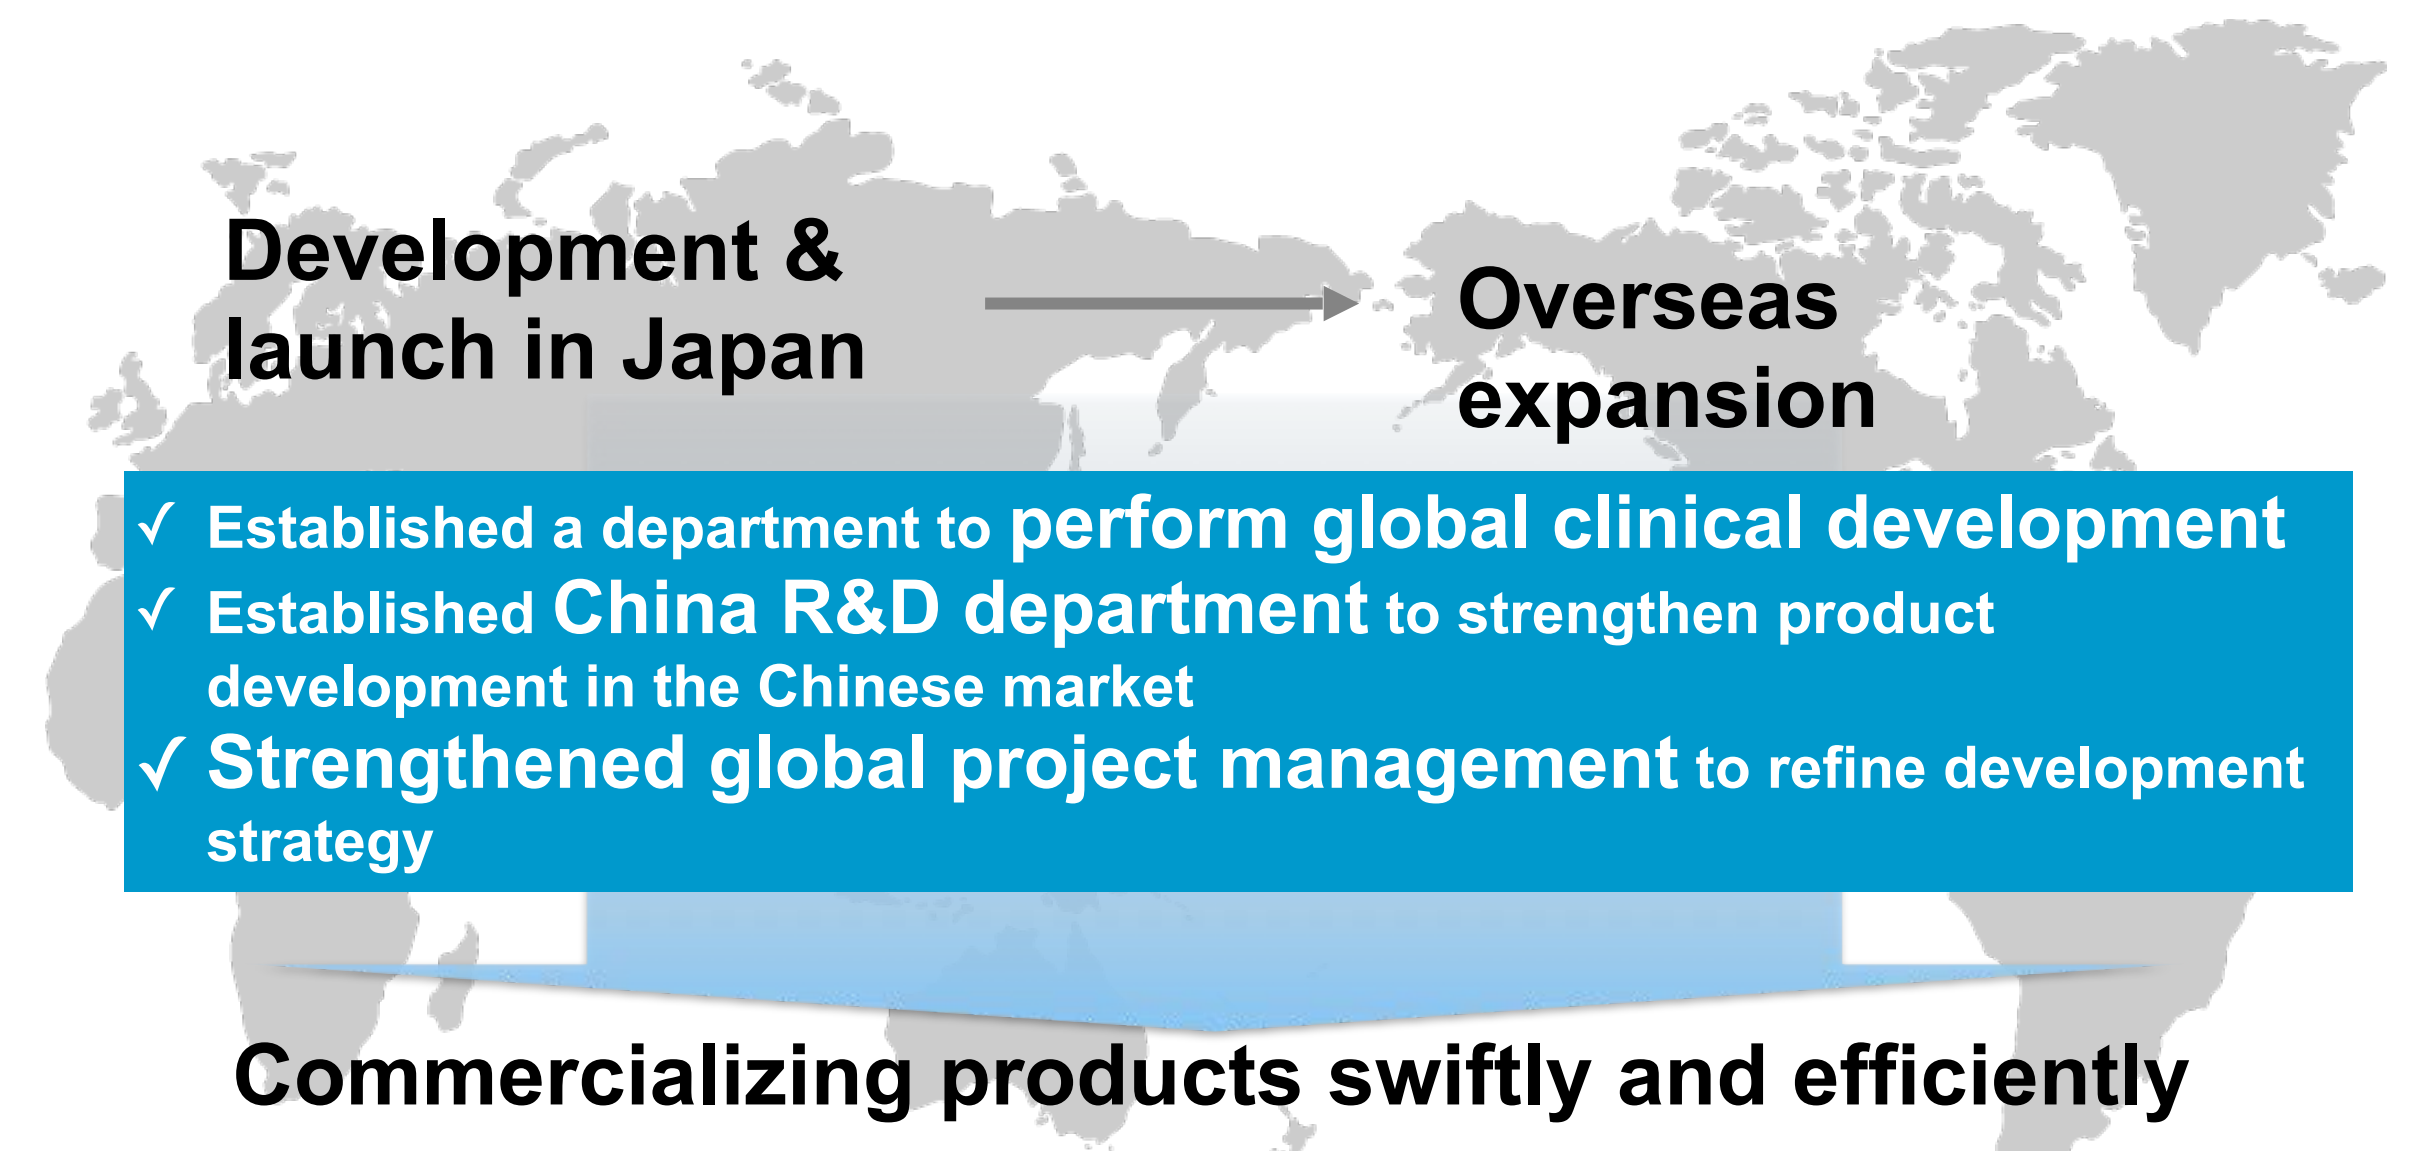 Development &
launch in Japan
Overseas
expansion
✓ Established a department to perform global clinical development
✓ Established China R&D department to strengthen product
development in the Chinese market
✓ Strengthened global project management to refine development
strategy
Commercializing products swiftly and efficiently